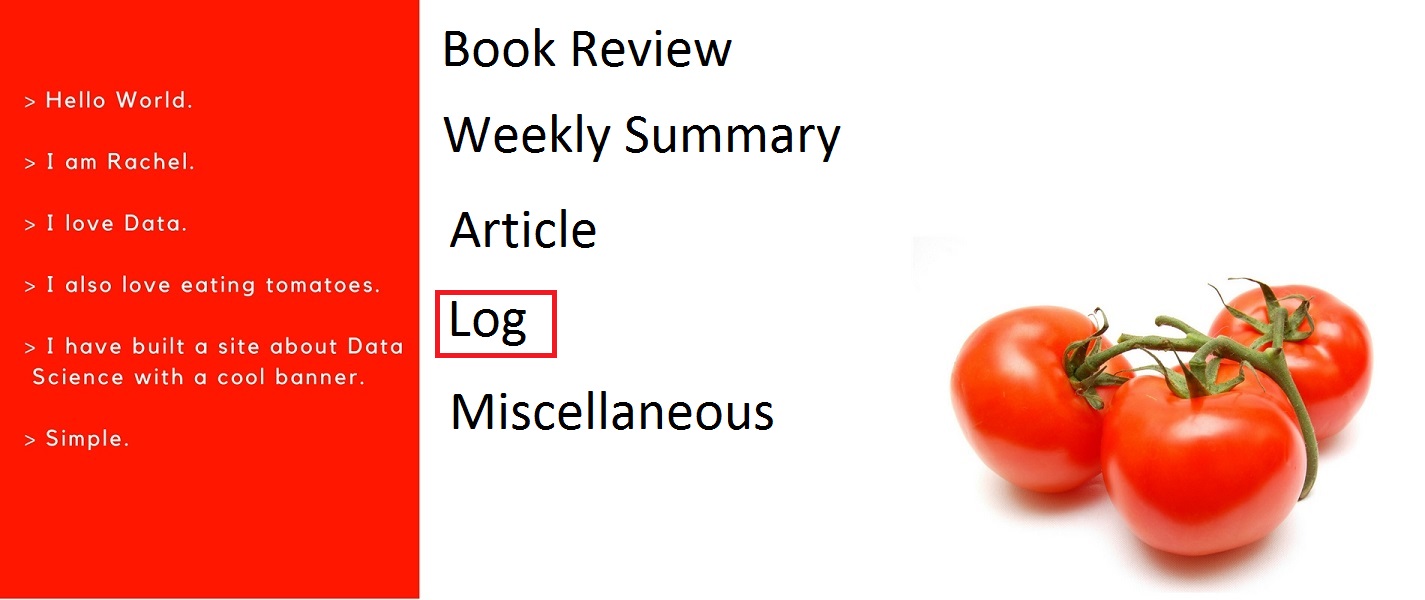 > Hello World.
> I am Rachel.
> I love Data.
> I also love eating tomatoes.
> I have built a site about Data
Science with a cool banner.
> Simple.
Book Review
Weekly Summary
Article
Log
Miscellaneous